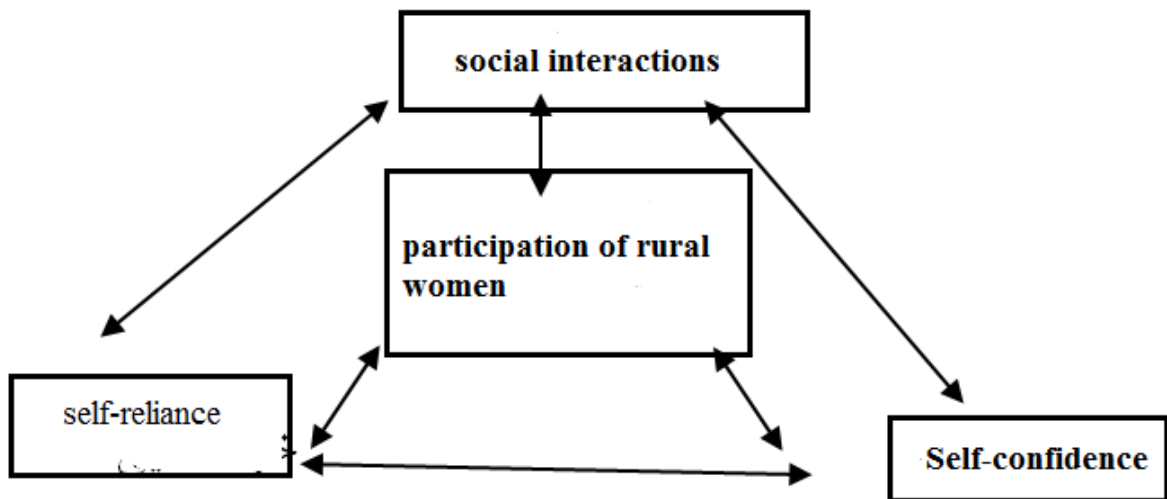 social interactions
participation of rural
women
self-reliance
Self-confidence